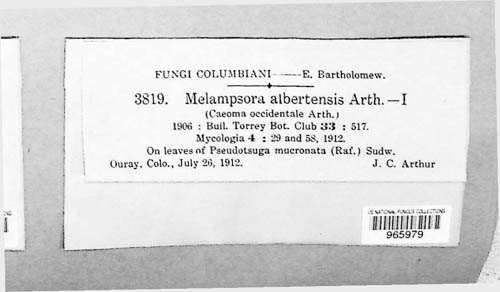 FUNGI COLUMBIANI—E. Bartholomew.
3819. Melampsora albertensis Arth.—I
(Caeoma occidentale Arth.)
1906 : Bull. Torrey Bot. Club 33 : 517.
Mycologia 4 : 29 and 58, 1912.
On leaves of Pseudotsuga mucronata (Raf.) Sudw.
Ouray, Colo., July 26, 1912. J. C. Arthur
US NATIONAL FUNGUS COLLECTIONS
965979